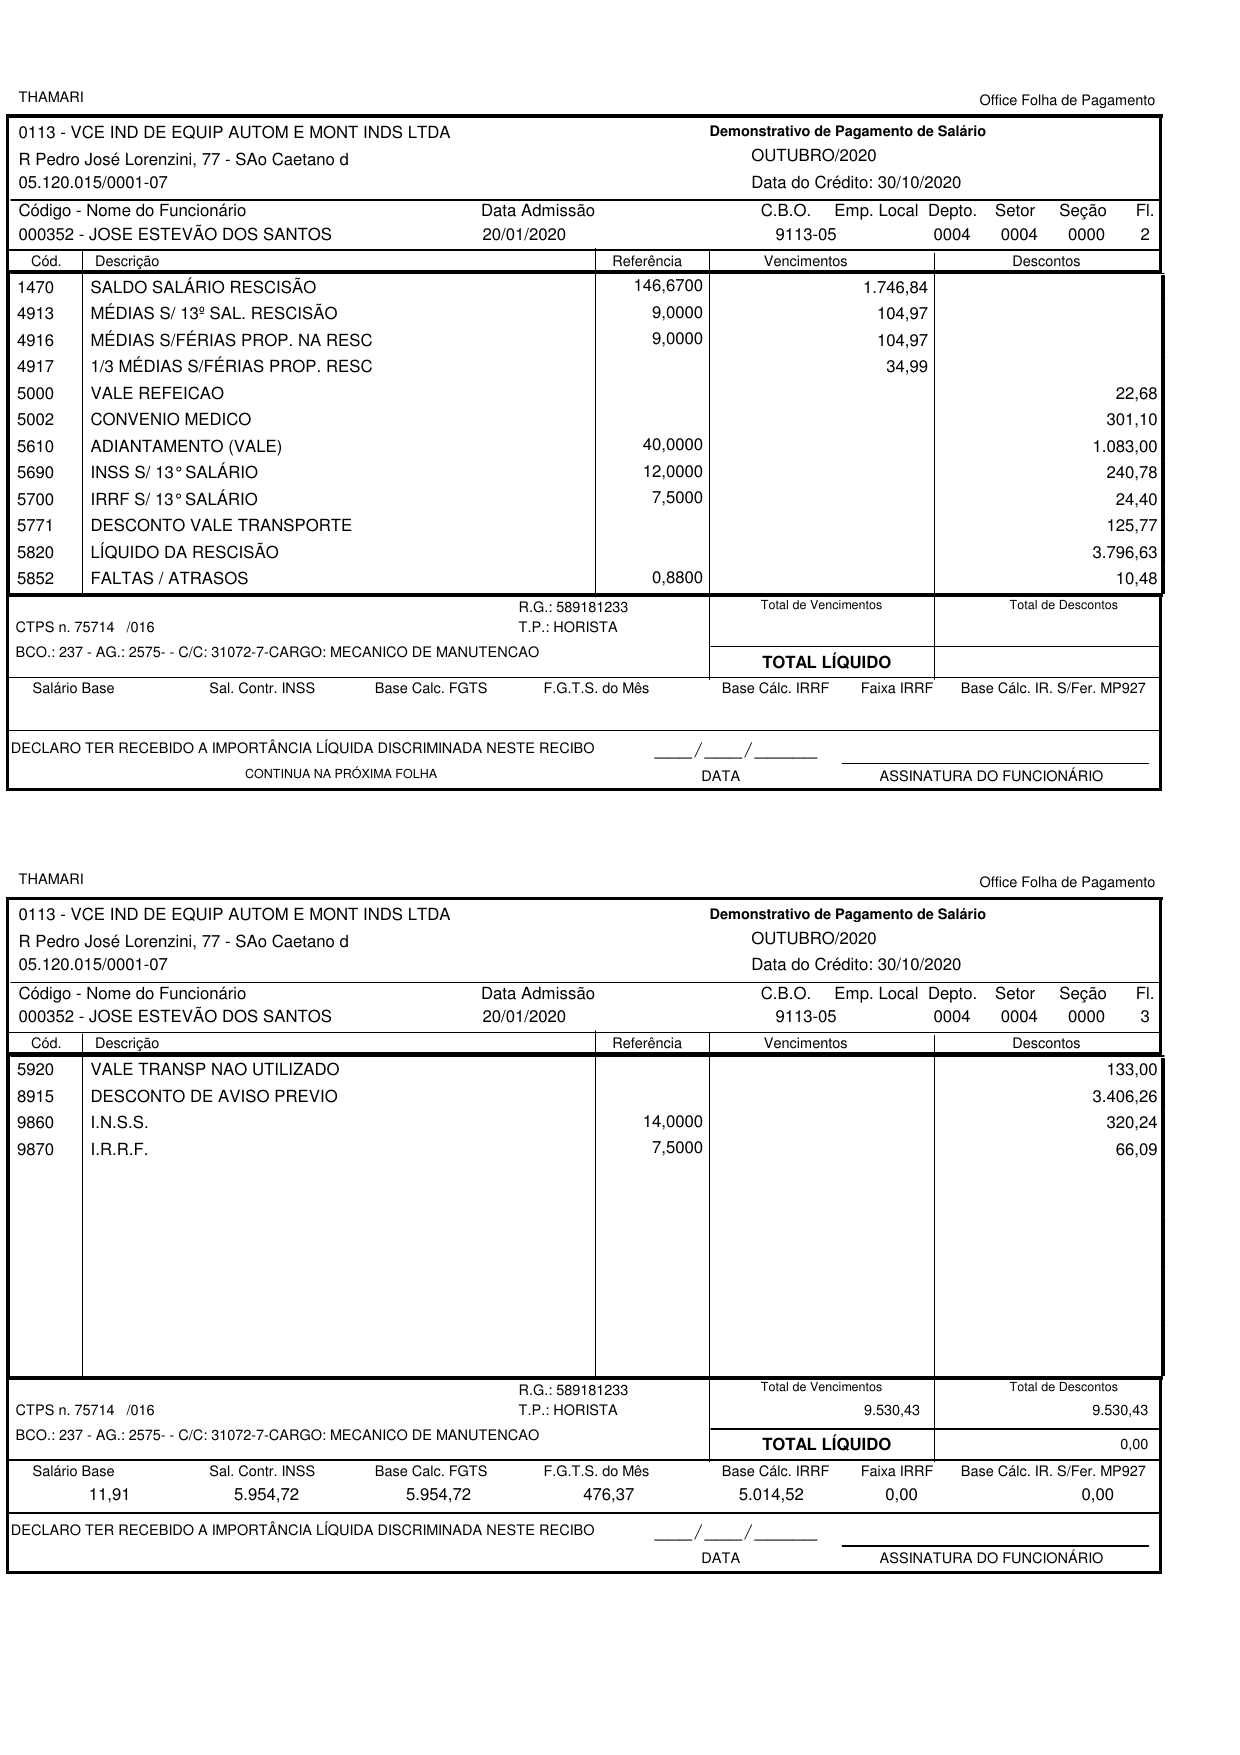 THAMARI Office Folha de Pagamento
0113 - VCE IND DE EQUIP AUTOM E MONT INDS LTDA Demonstrativo de Pagamento de Salário
R Pedro José Lorenzini, 77 - SAo Caetano d OUTUBRO/2020
05.120.015/0001-07 Data do Crédito: 30/10/2020
Código - Nome do Funcionário Data Admissão C.B.O. Emp. Local Depto. Setor Seção Fl.
000352 - JOSE ESTEVÃO DOS SANTOS 20/01/2020 9113-05 0004 0004 0000 2
Cód. Descrição Referência Vencimentos Descontos
1470 SALDO SALÁRIO RESCISÃO 146,6700 1.746,84
4913 MÉDIAS S/ 13º SAL. RESCISÃO 9,0000 104,97
4916 MÉDIAS S/FÉRIAS PROP. NA RESC 9,0000 104,97
4917 1/3 MÉDIAS S/FÉRIAS PROP. RESC 34,99
5000 VALE REFEICAO 22,68
5002 CONVENIO MEDICO 301,10
5610 ADIANTAMENTO (VALE) 40,0000 1.083,00
5690 INSS S/ 13° SALÁRIO 12,0000 240,78
5700 IRRF S/ 13° SALÁRIO 7,5000 24,40
5771 DESCONTO VALE TRANSPORTE 125,77
5820 LÍQUIDO DA RESCISÃO 3.796,63
5852 FALTAS / ATRASOS 0,8800 10,48
R.G.: 589181233 Total de Vencimentos Total de Descontos
CTPS n. 75714 /016 T.P.: HORISTA
BCO.: 237 - AG.: 2575- - C/C: 31072-7-CARGO: MECANICO DE MANUTENCAO
TOTAL LÍQUIDO
Salário Base Sal. Contr. INSS Base Calc. FGTS F.G.T.S. do Mês Base Cálc. IRRF Faixa IRRF Base Cálc. IR. S/Fer. MP927
DECLARO TER RECEBIDO A IMPORTÂNCIA LÍQUIDA DISCRIMINADA NESTE RECIBO ____/____/_______
CONTINUA NA PRÓXIMA FOLHA DATA ASSINATURA DO FUNCIONÁRIO
THAMARI Office Folha de Pagamento
0113 - VCE IND DE EQUIP AUTOM E MONT INDS LTDA Demonstrativo de Pagamento de Salário
R Pedro José Lorenzini, 77 - SAo Caetano d OUTUBRO/2020
05.120.015/0001-07 Data do Crédito: 30/10/2020
Código - Nome do Funcionário Data Admissão C.B.O. Emp. Local Depto. Setor Seção Fl.
000352 - JOSE ESTEVÃO DOS SANTOS 20/01/2020 9113-05 0004 0004 0000 3
Cód. Descrição Referência Vencimentos Descontos
5920 VALE TRANSP NAO UTILIZADO 133,00
8915 DESCONTO DE AVISO PREVIO 3.406,26
9860 I.N.S.S. 14,0000 320,24
9870 I.R.R.F. 7,5000 66,09
R.G.: 589181233 Total de Vencimentos Total de Descontos
CTPS n. 75714 /016 T.P.: HORISTA 9.530,43 9.530,43
BCO.: 237 - AG.: 2575- - C/C: 31072-7-CARGO: MECANICO DE MANUTENCAO
TOTAL LÍQUIDO 0,00
Salário Base Sal. Contr. INSS Base Calc. FGTS F.G.T.S. do Mês Base Cálc. IRRF Faixa IRRF Base Cálc. IR. S/Fer. MP927
11,91 5.954,72 5.954,72 476,37 5.014,52 0,00 0,00
DECLARO TER RECEBIDO A IMPORTÂNCIA LÍQUIDA DISCRIMINADA NESTE RECIBO ____/____/_______
DATA ASSINATURA DO FUNCIONÁRIO